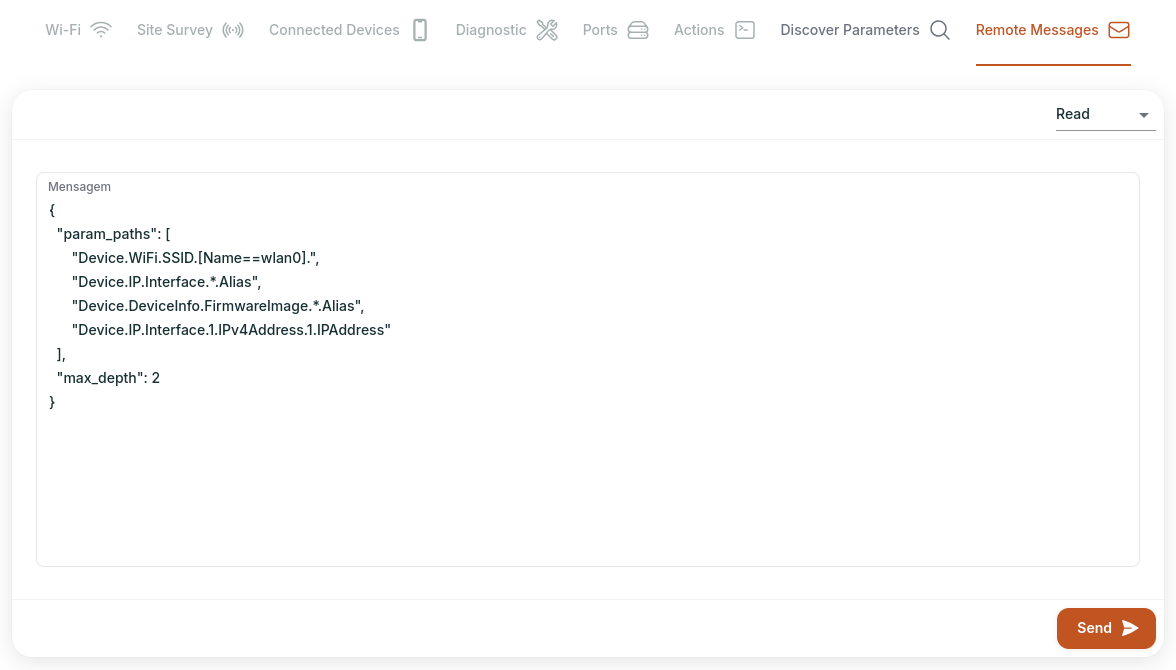 Wi-Fi Site Survey Connected Devices Diagnostic Ports Actions Discover Parameters Remote Messages
Read
Mensagem
{
  "param_paths": [
      "Device.WiFi.SSID.[Name==wlan0].",
      "Device.IP.Interface.*.Alias",
      "Device.DeviceInfo.FirmwareImage.*.Alias",
      "Device.IP.Interface.1.IPv4Address.1.IPAddress"
  ],
  "max_depth": 2
}
Send